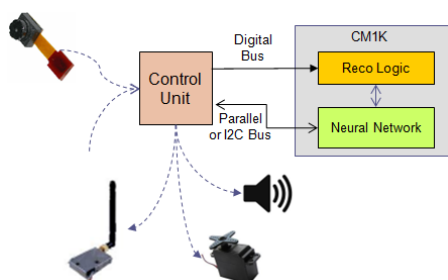 CM1K
Digital
Bus
Reco Logic
Control
Unit
Parallel
or I2C Bus
Neural Network